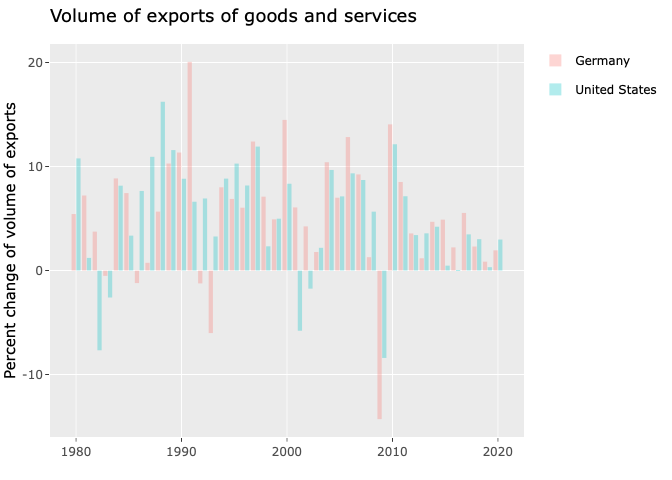 Volume of exports of goods and services
Percent change of volume of exports
20
10
0
-10
1980
1990
2000
2010
2020
Germany
United States